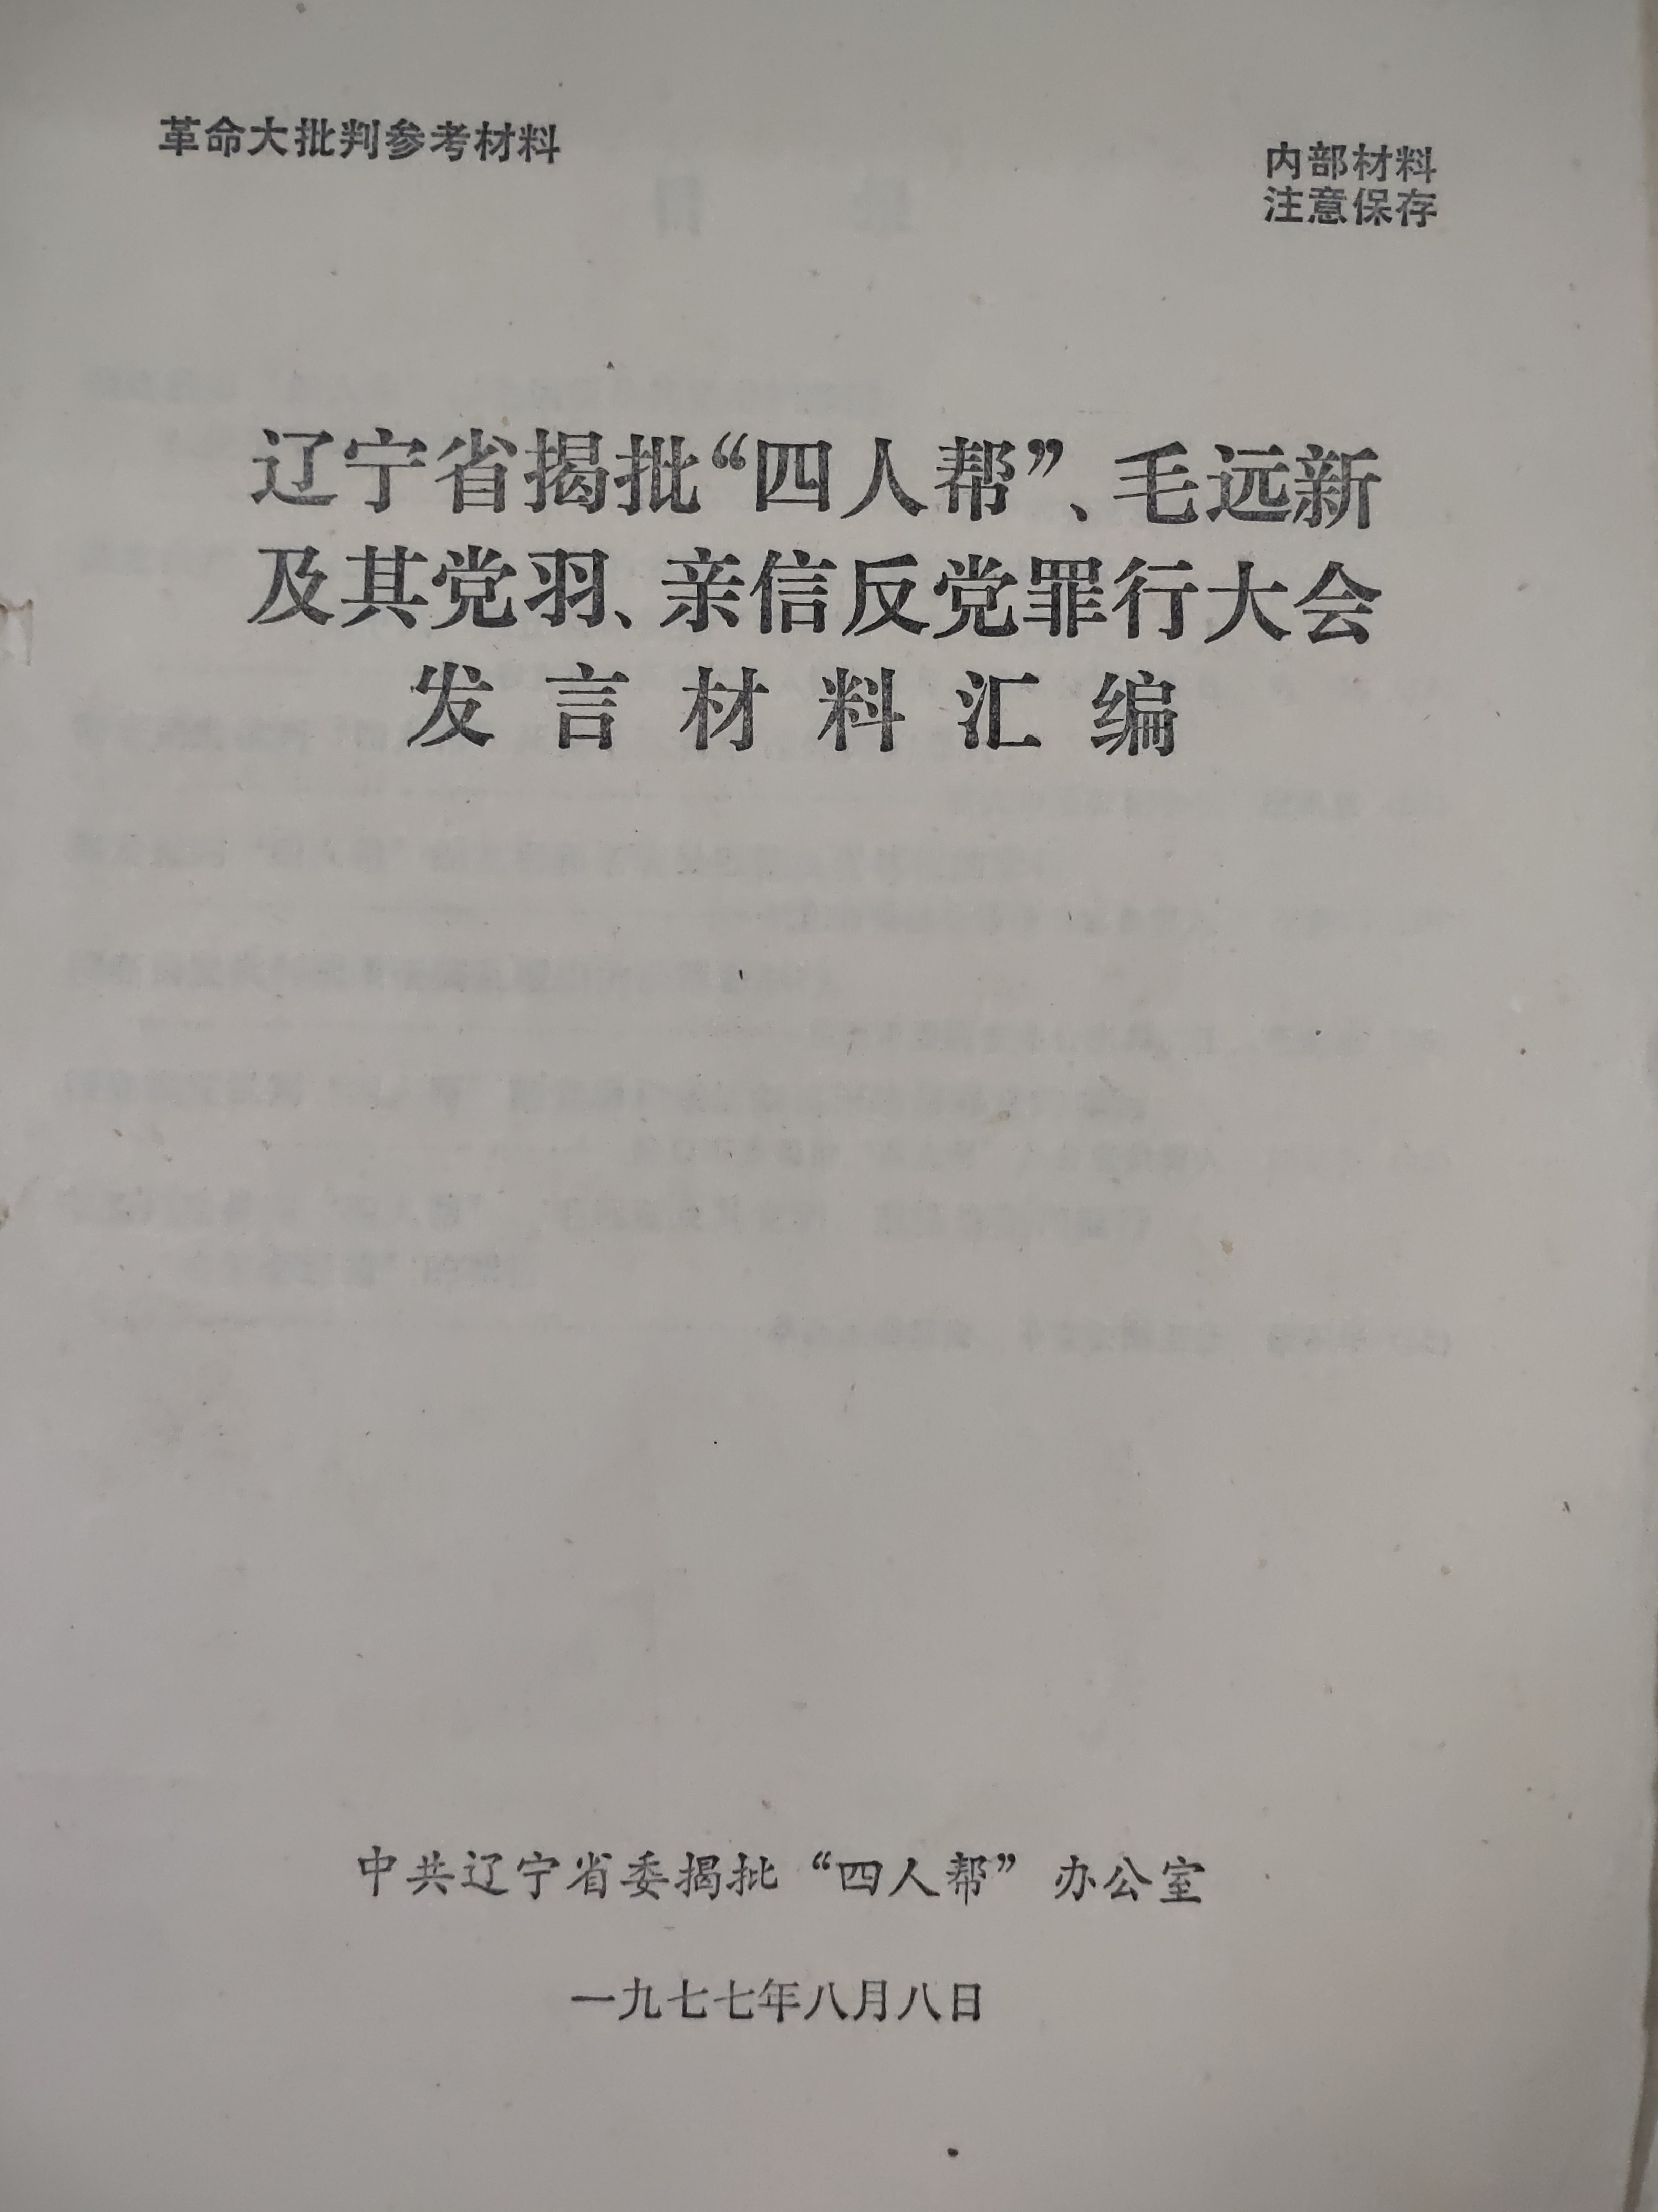 革命大批判参考材料
内部材料
注意保存
辽宁省揭批“四人帮”、毛远新
及其党羽、亲信反党罪行大会
发言材料汇编
中共辽宁省委揭批“四人帮”办公室
一九七七年八月八日